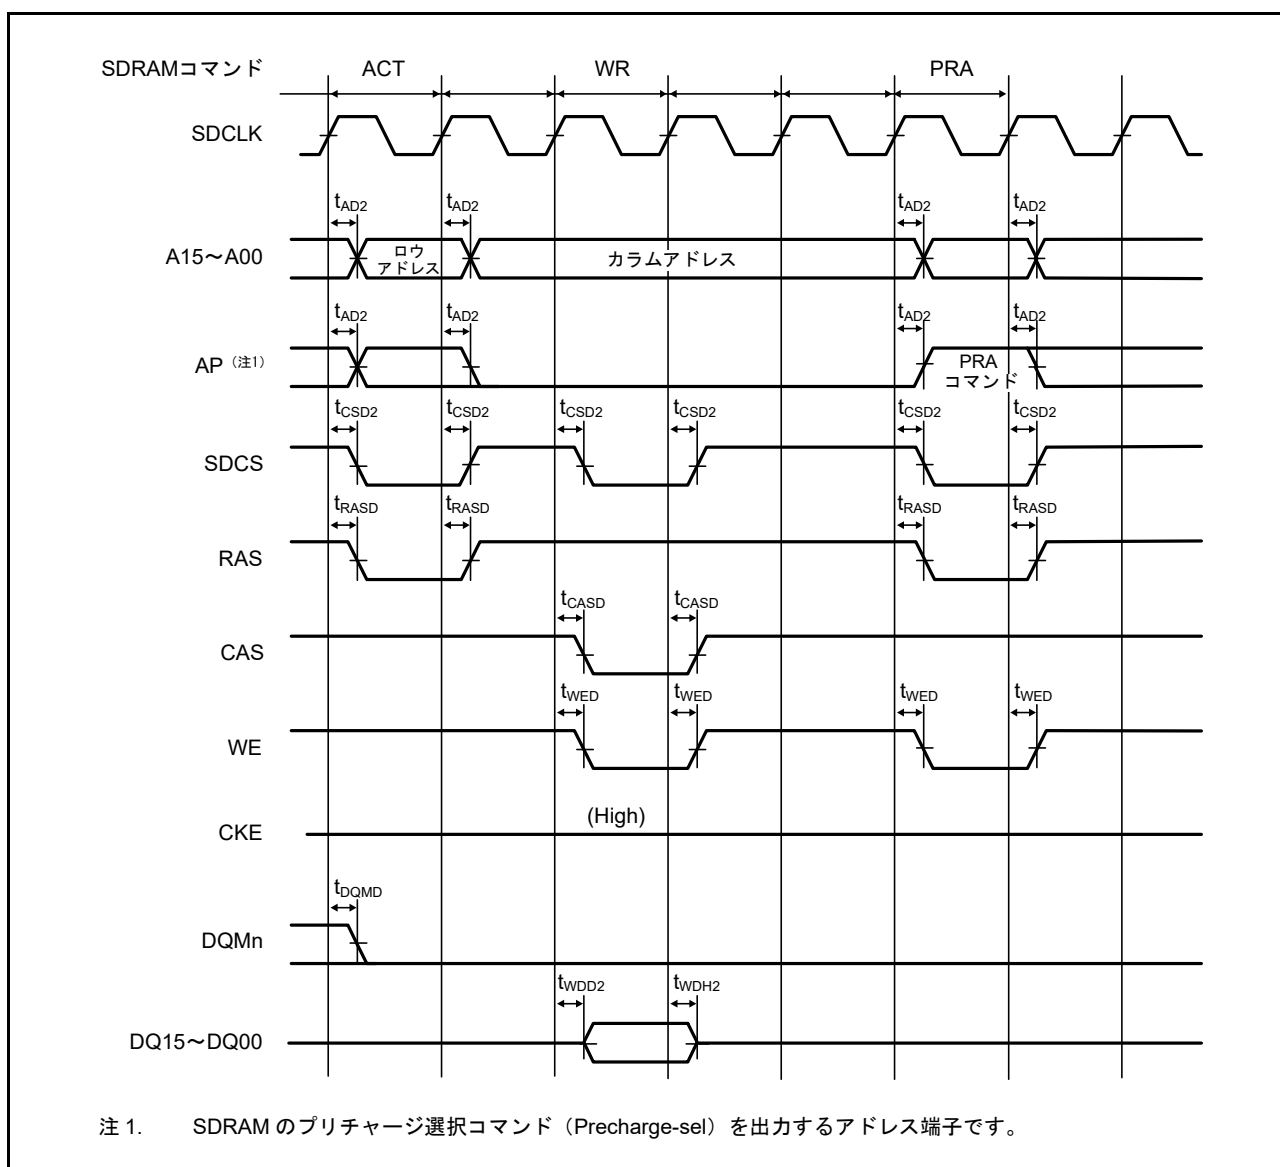 SDRAMコマンド ACT WR PRA
SDCLK
tAD2 tAD2 tAD2 tAD2
A15～A00 ロウ アドレス カラムアドレス
tAD2 tAD2 tAD2 tAD2
AP（注1） PRA コマンド
tCSD2 tCSD2 tCSD2 tCSD2 tCSD2 tCSD2
SDCS
tRASD tRASD tRASD tRASD
RAS
tCASD tCASD
CAS
tWED tWED tWED tWED
WE
(High)
CKE
tDQMD
DQMn
tWDD2 tWDH2
DQ15～DQ00
注 1. SDRAM のプリチャージ選択コマンド（Precharge-sel）を出力するアドレス端子です。